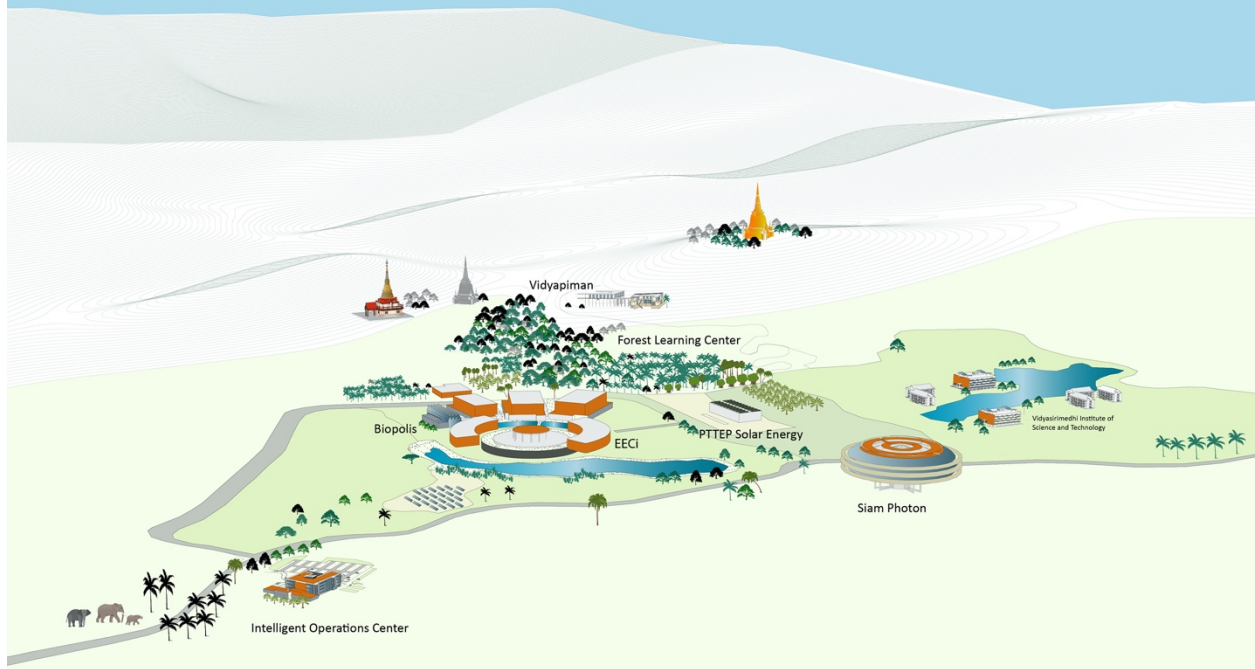 Vidyapiman
Forest Learning Center
Biopolis
EECi
PTTEP Solar Energy
Vidyasirimedhi Institute of
Science and Technology
Siam Photon
Intelligent Operations Center